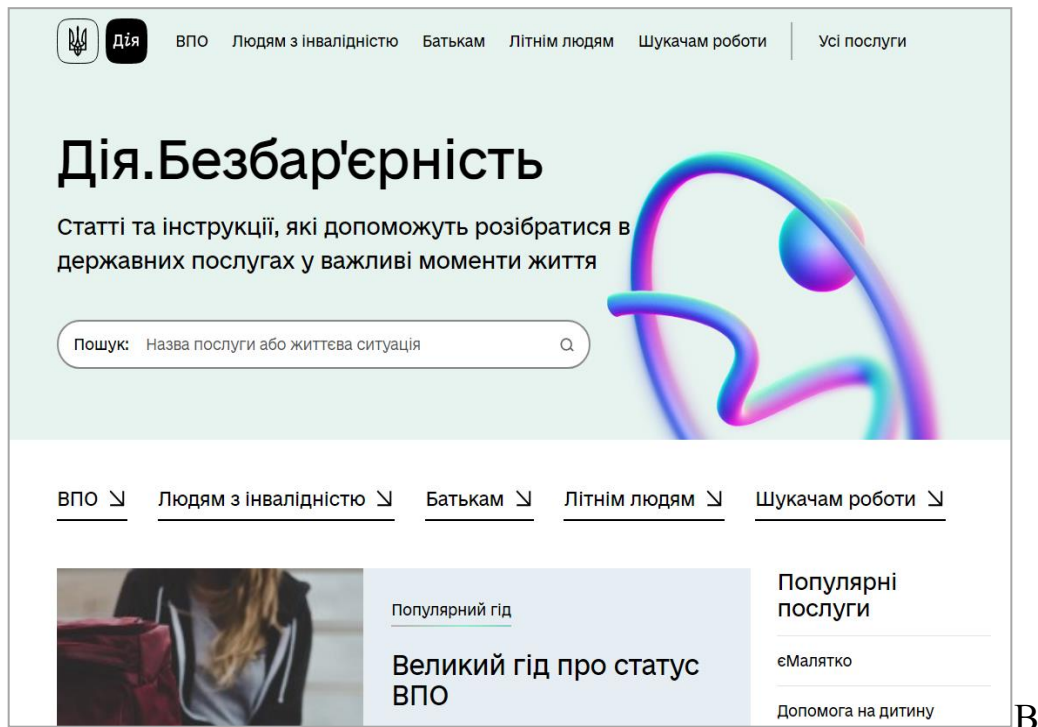 Дія ВПО Людям з інвалідністю Батькам Літнім людям Шукачам роботи Усі послуги
Дія.Безбар'єрність
Статті та інструкції, які допоможуть розібратися в
державних послугах у важливі моменти життя
Пошук: Назва послуги або життєва ситуація
ВПО Людям з інвалідністю Батькам Літнім людям Шукачам роботи
Популярний гід
Великий гід про статус
ВПО
Популярні
послуги
єМалятко
Допомога на дитину
В